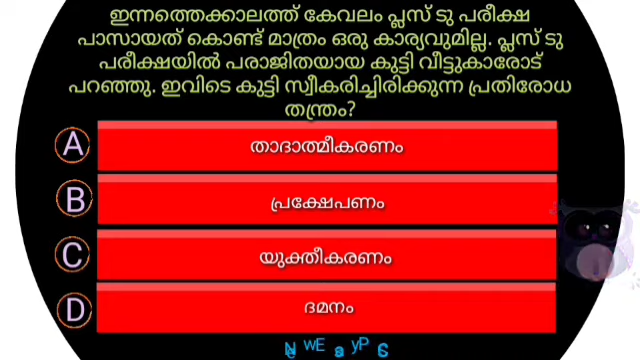 ഇന്നത്തെക്കാലത്ത് കേവലം പ്ലസ് ടു പരീക്ഷ
പാസായത് കൊണ്ട് മാത്രം ഒരു കാര്യവുമില്ല. പ്ലസ് ടു
പരീക്ഷയിൽ പരാജിതയായ കുട്ടി വീട്ടുകാരോട്
പറഞ്ഞു. ഇവിടെ കുട്ടി സ്വീകരിച്ചിരിക്കുന്ന പ്രതിരോധ
തന്ത്രം?
A താദാത്മീകരണം
B പ്രക്ഷേപണം
C യുക്തീകരണം
D ദമനം